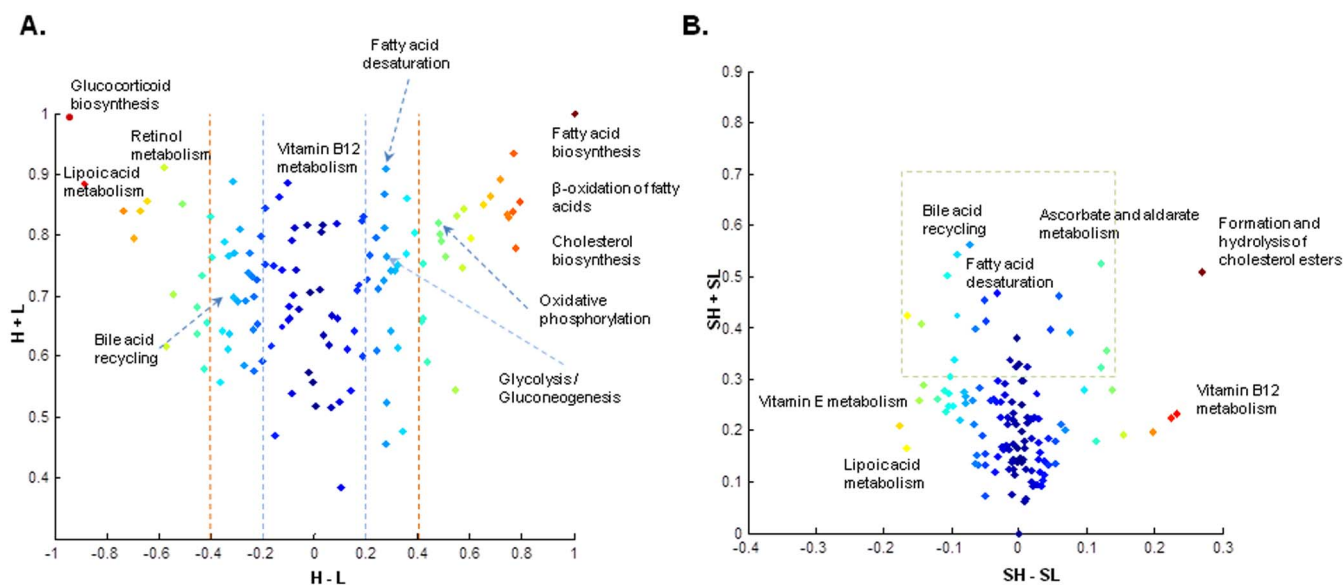 A.
Fatty acid
desaturation
Glucocorticoid
biosynthesis
Retinol
metabolism
Lipoic acid
metabolism
Vitamin B12
metabolism
Fatty acid
biosynthesis
β-oxidation of fatty
acids
Cholesterol
biosynthesis
Oxidative
phosphorylation
Bile acid
recycling
Glycolysis /
Gluconeogenesis
H + L
1
0.9
0.8
0.7
0.6
0.5
0.4
-1
-0.8
-0.6
-0.4
-0.2
0
0.2
0.4
0.6
0.8
1
H - L
B.
SH + SL
0.9
0.8
0.7
0.6
0.5
0.4
0.3
0.2
0.1
0
Bile acid
recycling
Ascorbate and aldarate
metabolism
Formation and
hydrolysis of
cholesterol esters
Fatty acid
desaturation
Vitamin E metabolism
Vitamin B12
metabolism
Lipoic acid
metabolism
-0.4
-0.3
-0.2
-0.1
0
0.1
0.2
0.3
SH - SL